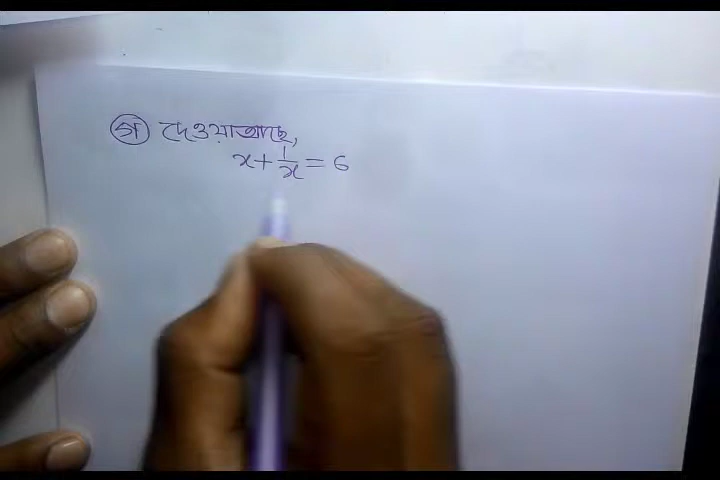 গ দেওয়া আছে,
x + 1/x = 6